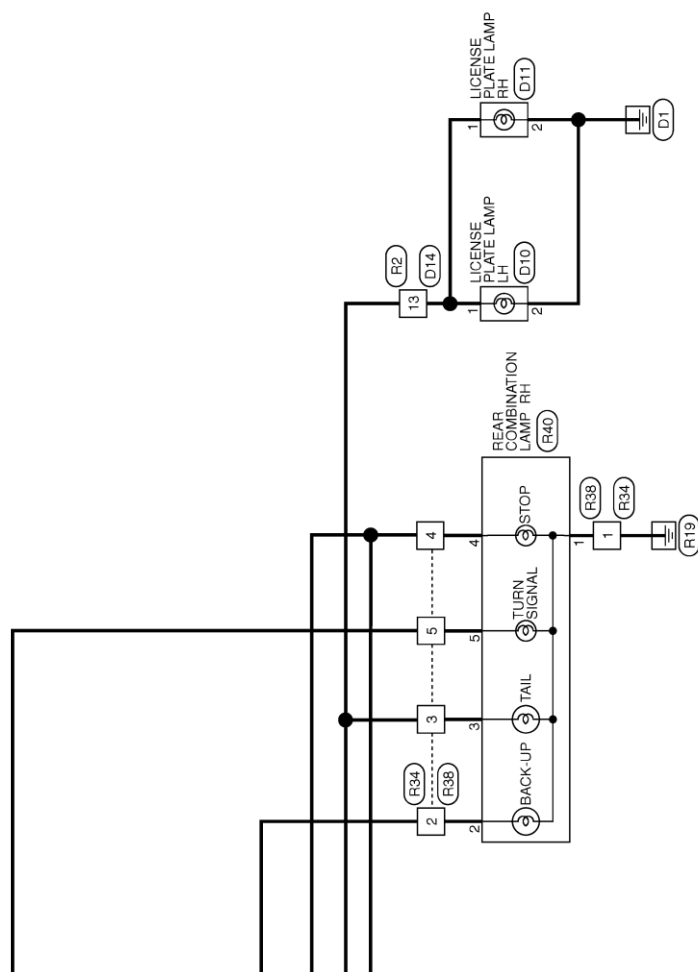 LICENSE
PLATE LAMP
RH
D11
1
2
D1
R2
D14
13
LICENSE
PLATE LAMP
LH
D10
1
2
REAR
COMBINATION
LAMP RH
R40
4
4
STOP
1
R38
R34
1
R19
5
5
TURN
SIGNAL
3
3
TAIL
R34
R38
2
2
BACK-UP